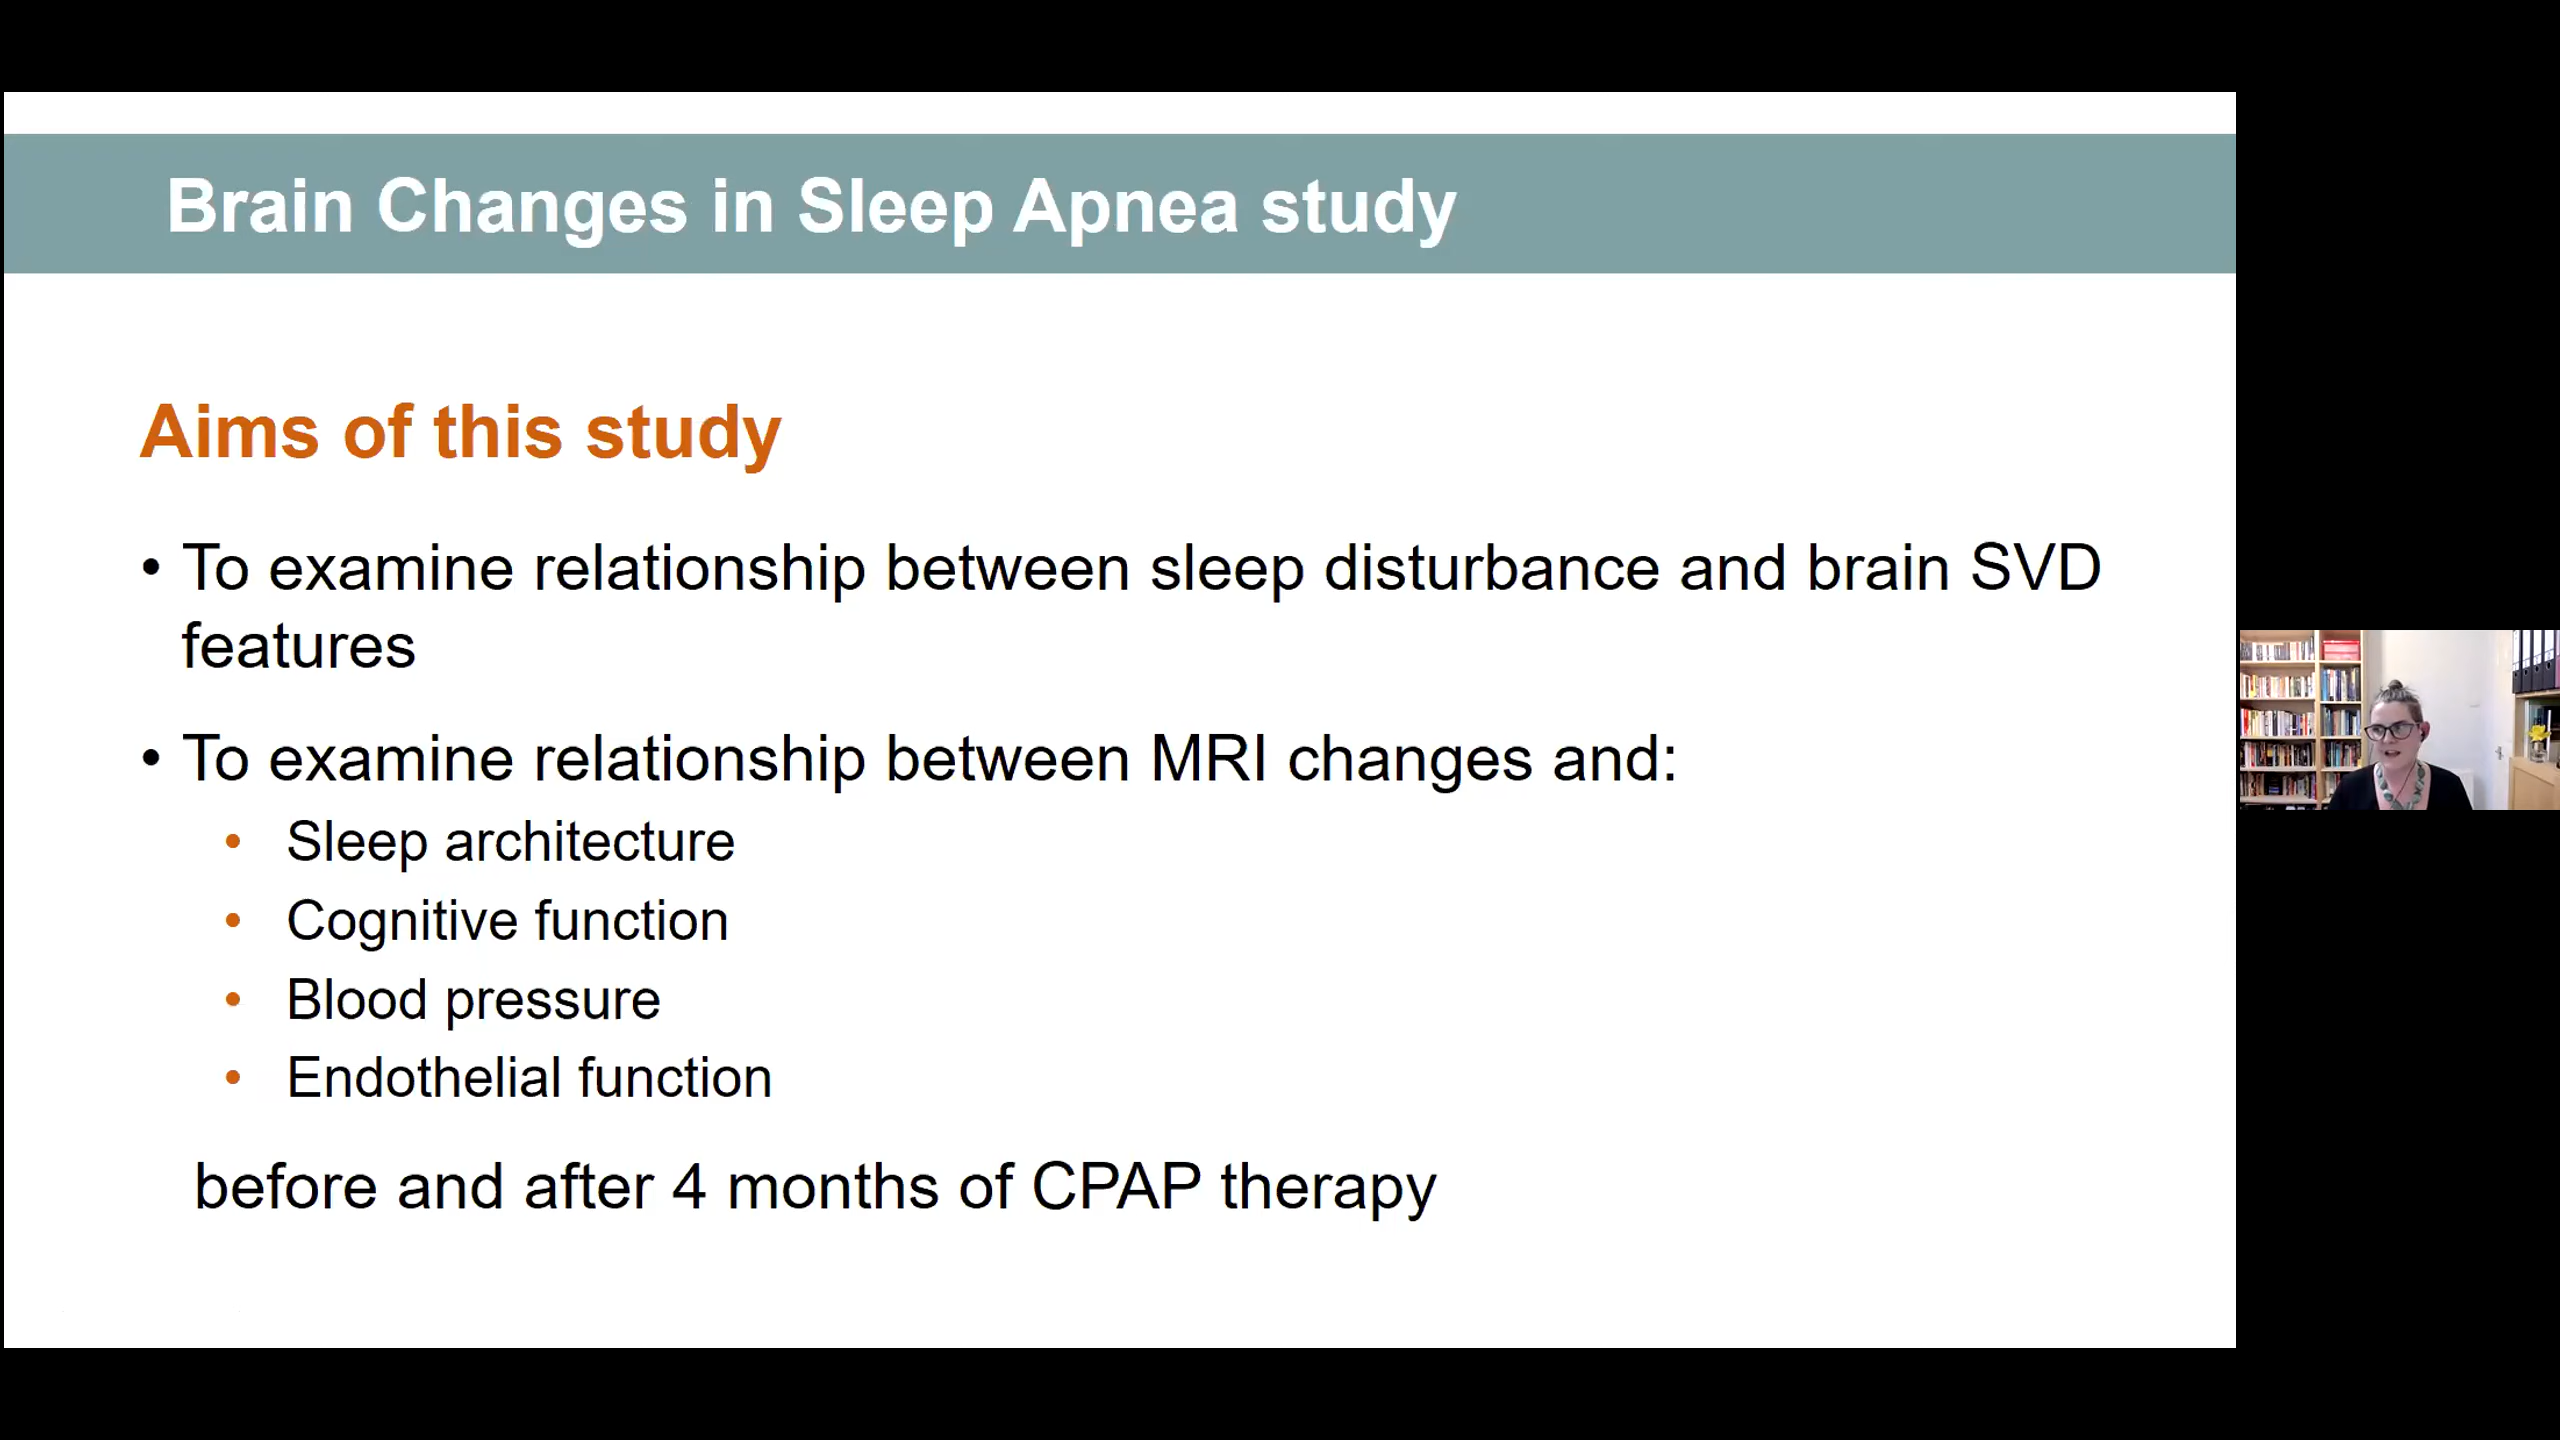 Brain Changes in Sleep Apnea study
Aims of this study
• To examine relationship between sleep disturbance and brain SVD
features
• To examine relationship between MRI changes and:
• Sleep architecture
• Cognitive function
• Blood pressure
• Endothelial function
before and after 4 months of CPAP therapy